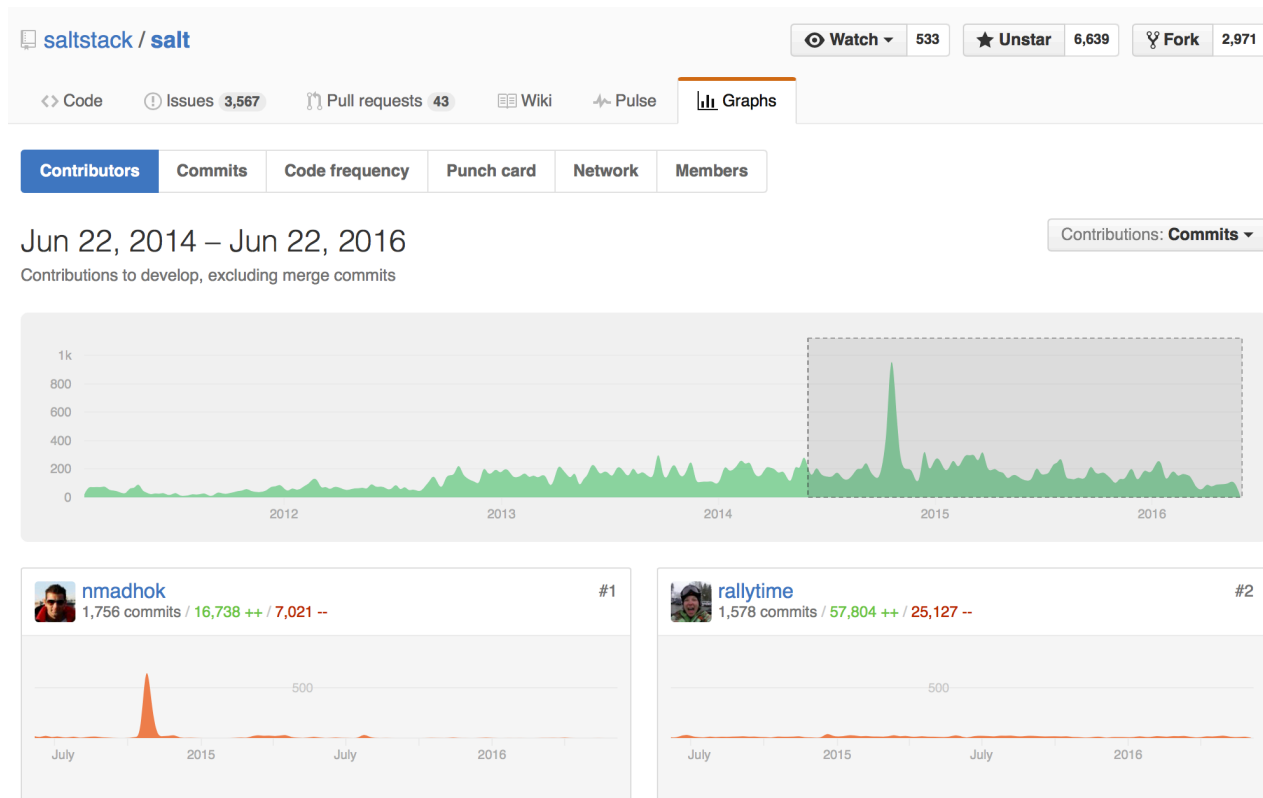 saltstack / salt
Watch 533 Unstar 6,639 Fork 2,971
Code Issues 3,567 Pull requests 43 Wiki Pulse Graphs
Contributors Commits Code frequency Punch card Network Members
Jun 22, 2014 – Jun 22, 2016
Contributions: Commits
Contributions to develop, excluding merge commits
1k
800
600
400
200
0
2012 2013 2014 2015 2016
nmadhok #1
1,756 commits / 16,738 ++ / 7,021 --
500
July 2015 July 2016
rallytime #2
1,578 commits / 57,804 ++ / 25,127 --
500
July 2015 July 2016